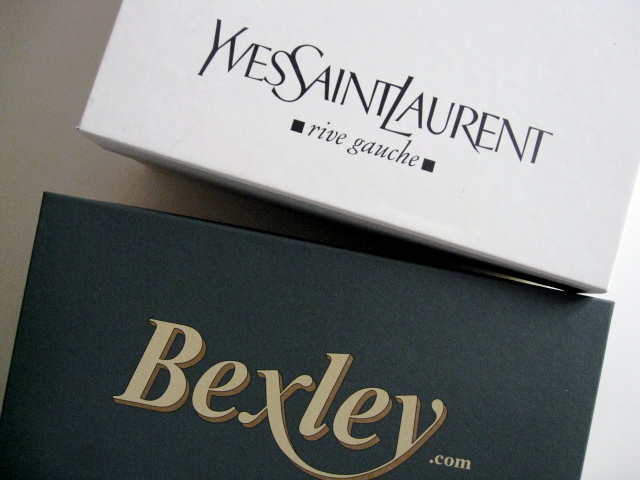 YVESSAINTLAURENT
rive gauche
Bexley
.com